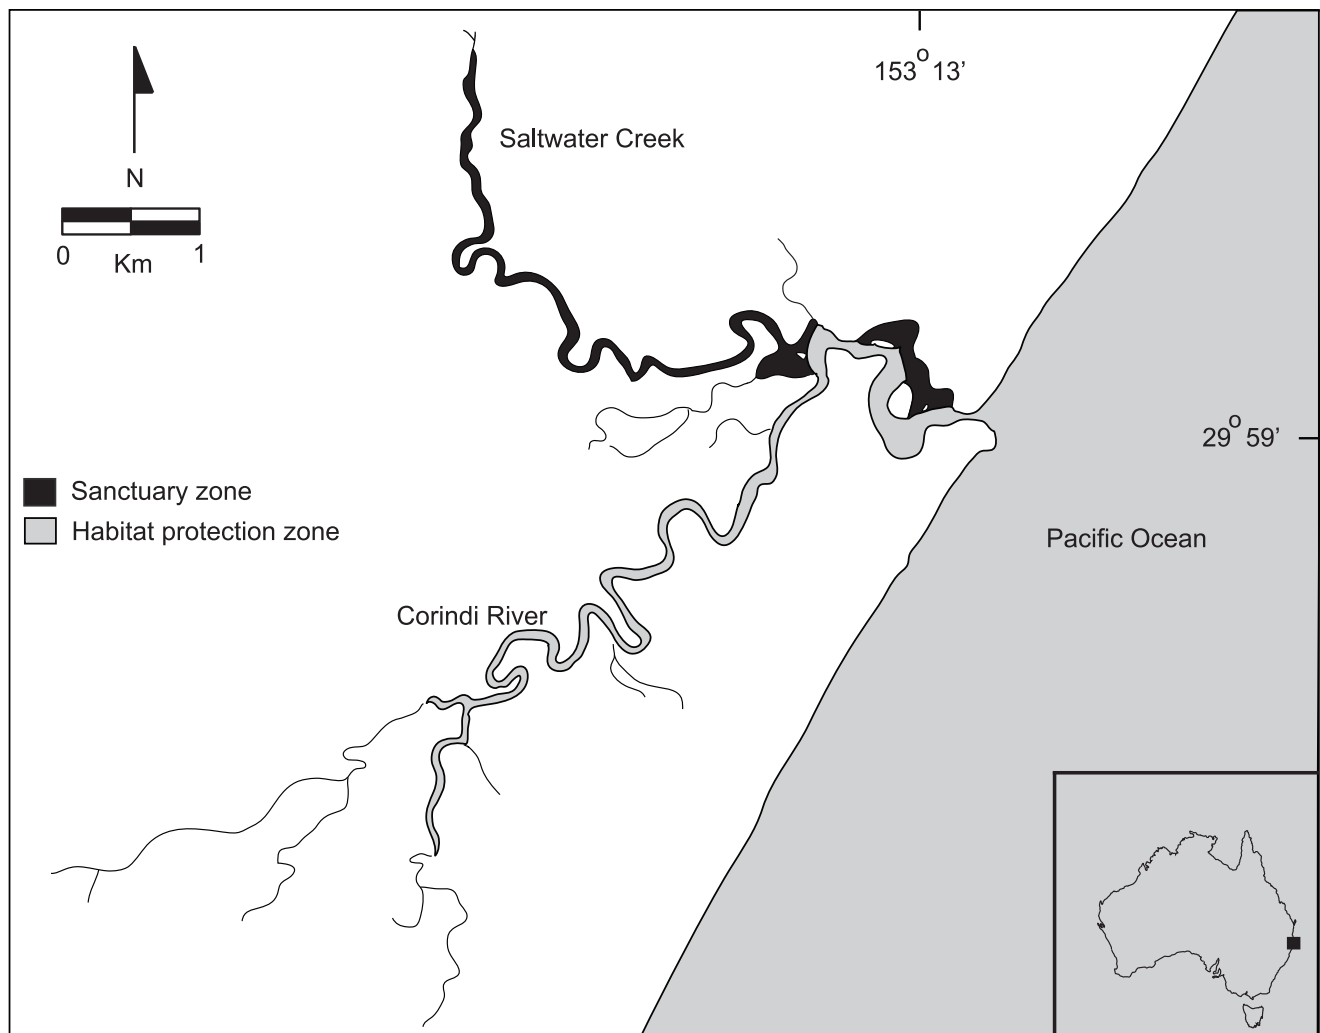 153° 13’
Saltwater Creek
N
0 1
Km
29° 59’
Sanctuary zone
Habitat protection zone
Pacific Ocean
Corindi River